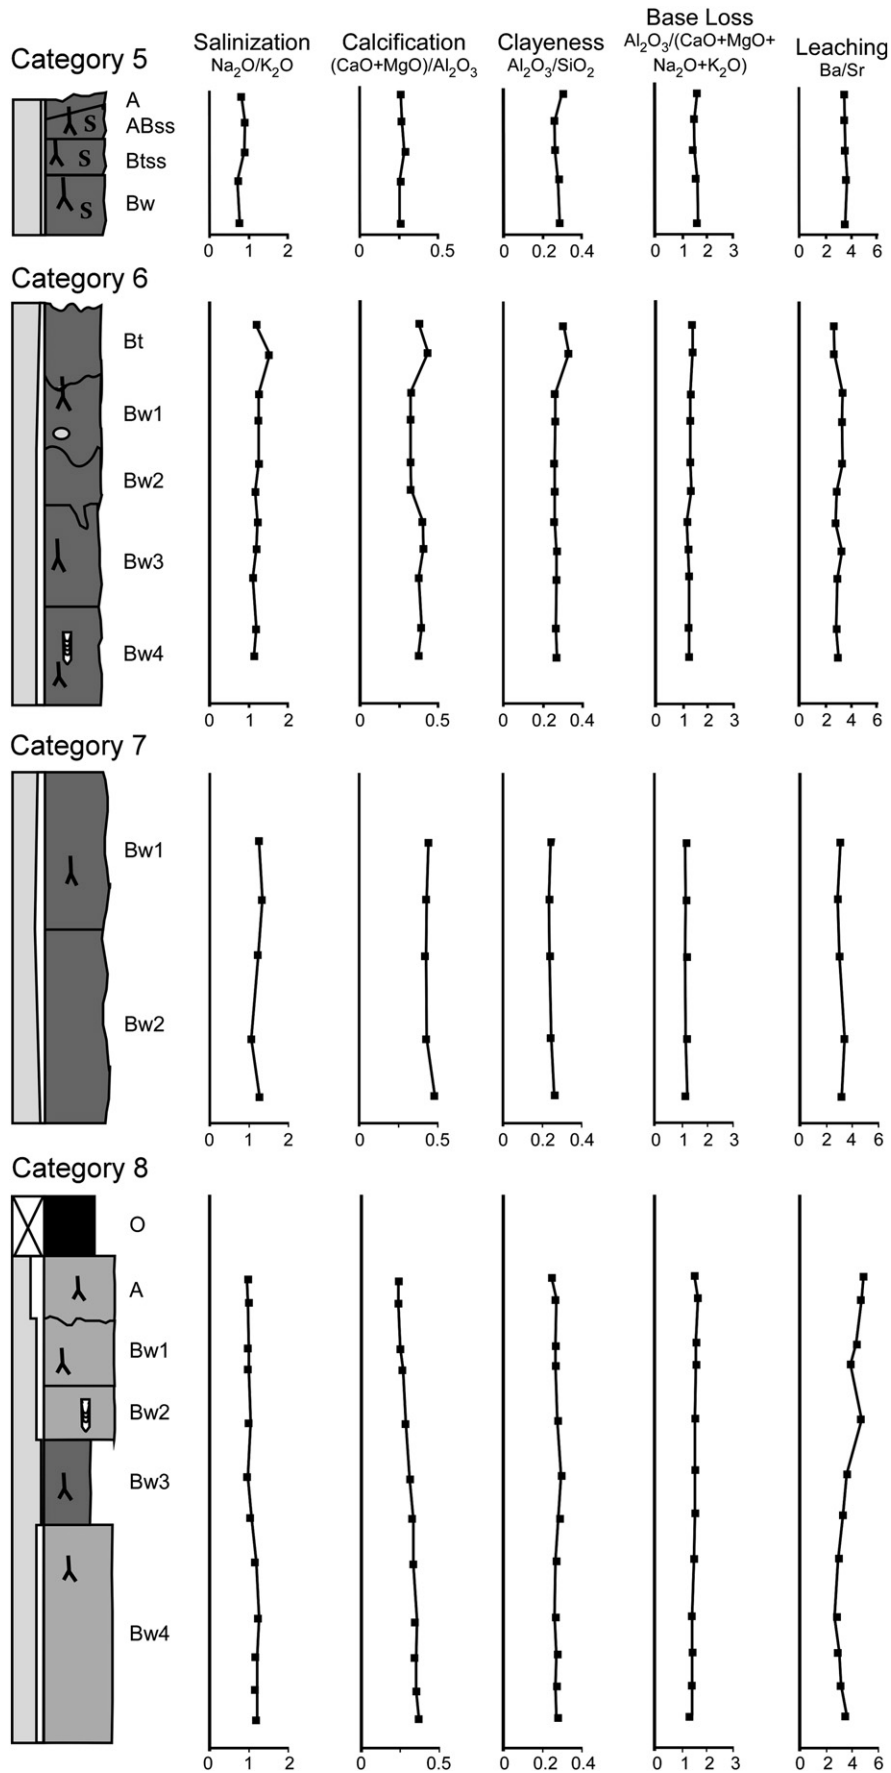 Category 5
Salinization
Na₂O/K₂O
Calcification
(CaO+MgO)/Al₂O₃
Clayeness
Al₂O₃/SiO₂
Base Loss
Al₂O₃/(CaO+MgO+
Na₂O+K₂O)
Leaching
Ba/Sr
A
ABss
Btss
Bw
S
S
S
0 1 2
0 0.5
0 0.2 0.4
0 1 2 3
0 2 4 6
Category 6
Bt
Bw1
Bw2
Bw3
Bw4
0 1 2
0 0.5
0 0.2 0.4
0 1 2 3
0 2 4 6
Category 7
Bw1
Bw2
0 1 2
0 0.5
0 0.2 0.4
0 1 2 3
0 2 4 6
Category 8
O
A
Bw1
Bw2
Bw3
Bw4
0 1 2
0 0.5
0 0.2 0.4
0 1 2 3
0 2 4 6